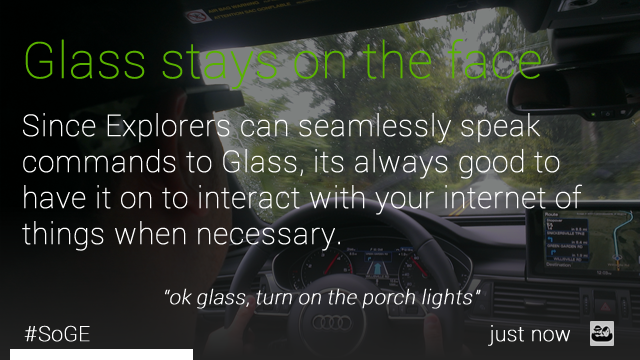 Glass stays on the face
Since Explorers can seamlessly speak
commands to Glass, its always good to
have it on to interact with your internet of
things when necessary.
"ok glass, turn on the porch lights"
#SoGE
just now